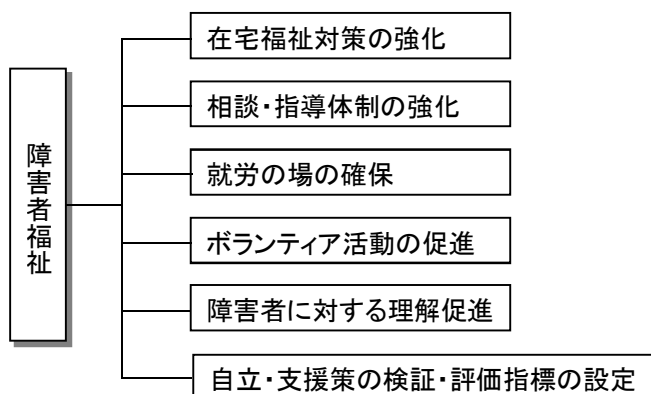 障害者福祉
在宅福祉対策の強化
相談・指導体制の強化
就労の場の確保
ボランティア活動の促進
障害者に対する理解促進
自立・支援策の検証・評価指標の設定